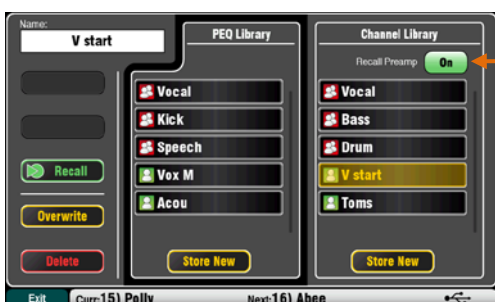 Name:
V start
Recall
Overwrite
Delete
PEQ Library
Vocal
Kick
Speech
Vox M
Acou
Store New
Channel Library
Recall Preamp On
Vocal
Bass
Drum
V start
Toms
Store New
Exit Curr:15) Polly Next:16) Abee